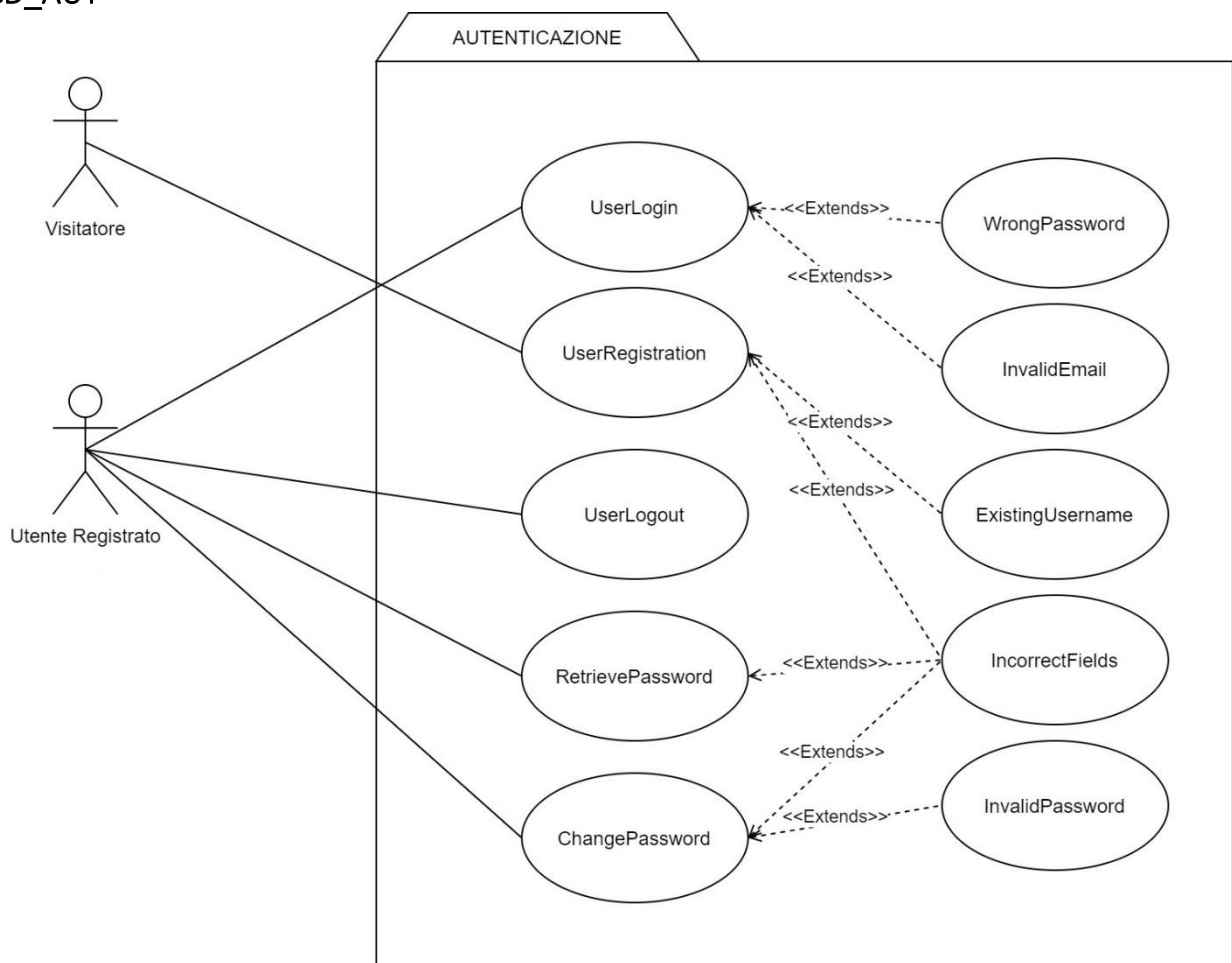 AUTENTICAZIONE
Visitatore
UserLogin
<<Extends>>
WrongPassword
<<Extends>>
UserRegistration
InvalidEmail
<<Extends>>
Utente Registrato
UserLogout
<<Extends>>
ExistingUsername
RetrievePassword
<<Extends>>
IncorrectFields
<<Extends>>
ChangePassword
<<Extends>>
InvalidPassword